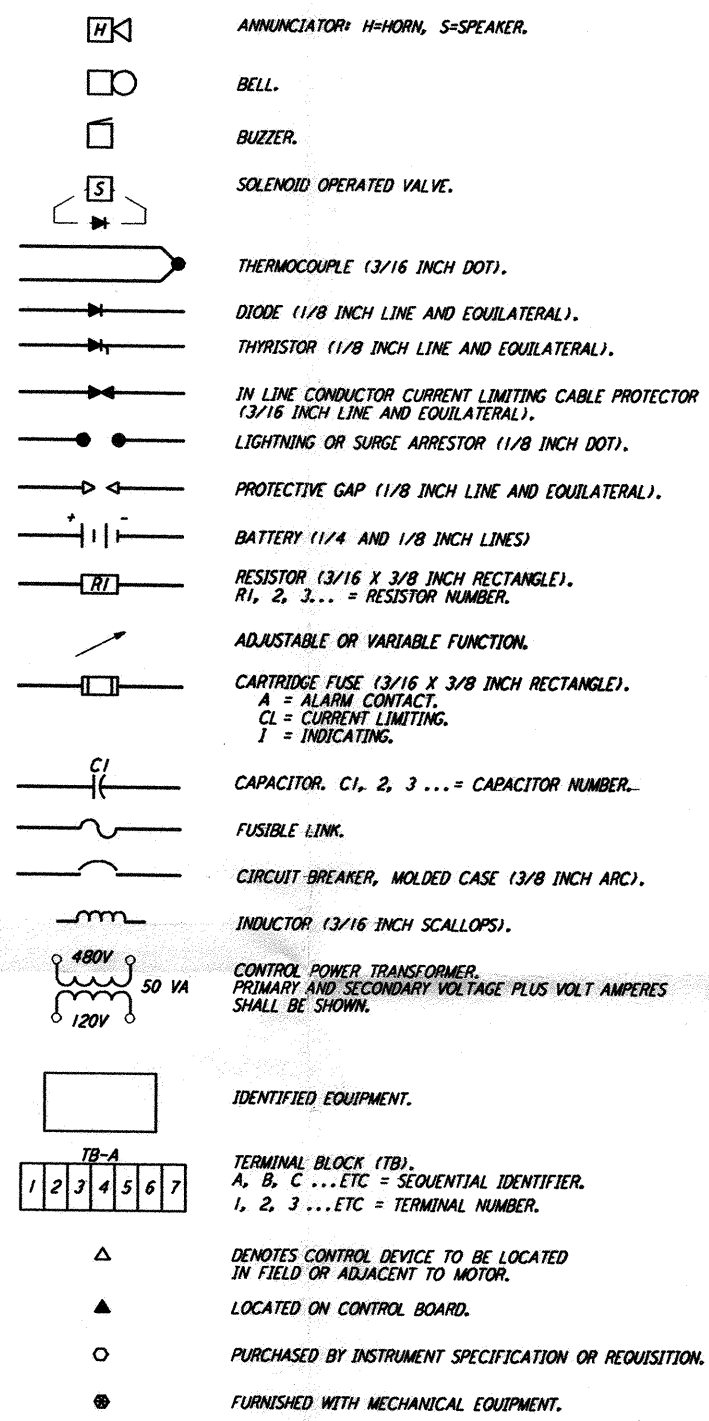 H ANNUNCIATOR: H=HORN, S=SPEAKER.
BELL.
BUZZER.
S SOLENOID OPERATED VALVE.
THERMOCOUPLE (3/16 INCH DOT).
DIODE (1/8 INCH LINE AND EQUILATERAL).
THYRISTOR (1/8 INCH LINE AND EQUILATERAL).
IN LINE CONDUCTOR CURRENT LIMITING CABLE PROTECTOR
(3/16 INCH LINE AND EQUILATERAL).
LIGHTNING OR SURGE ARRESTOR (1/8 INCH DOT).
PROTECTIVE GAP (1/8 INCH LINE AND EQUILATERAL).
+ -
BATTERY (1/4 AND 1/8 INCH LINES)
R1 RESISTOR (3/16 X 3/8 INCH RECTANGLE).
R1, 2, 3... = RESISTOR NUMBER.
ADJUSTABLE OR VARIABLE FUNCTION.
CARTRIDGE FUSE (3/16 X 3/8 INCH RECTANGLE).
A = ALARM CONTACT.
CL = CURRENT LIMITING.
I = INDICATING.
C1
CAPACITOR. C1, 2, 3 ...= CAPACITOR NUMBER.
FUSIBLE LINK.
CIRCUIT BREAKER, MOLDED CASE (3/8 INCH ARC).
INDUCTOR (3/16 INCH SCALLOPS).
480V
50 VA
120V
CONTROL POWER TRANSFORMER.
PRIMARY AND SECONDARY VOLTAGE PLUS VOLT AMPERES
SHALL BE SHOWN.
IDENTIFIED EQUIPMENT.
TB-A
1 2 3 4 5 6 7
TERMINAL BLOCK (TB).
A, B, C ...ETC = SEQUENTIAL IDENTIFIER.
1, 2, 3 ...ETC = TERMINAL NUMBER.
DENOTES CONTROL DEVICE TO BE LOCATED
IN FIELD OR ADJACENT TO MOTOR.
LOCATED ON CONTROL BOARD.
PURCHASED BY INSTRUMENT SPECIFICATION OR REQUISITION.
FURNISHED WITH MECHANICAL EQUIPMENT.